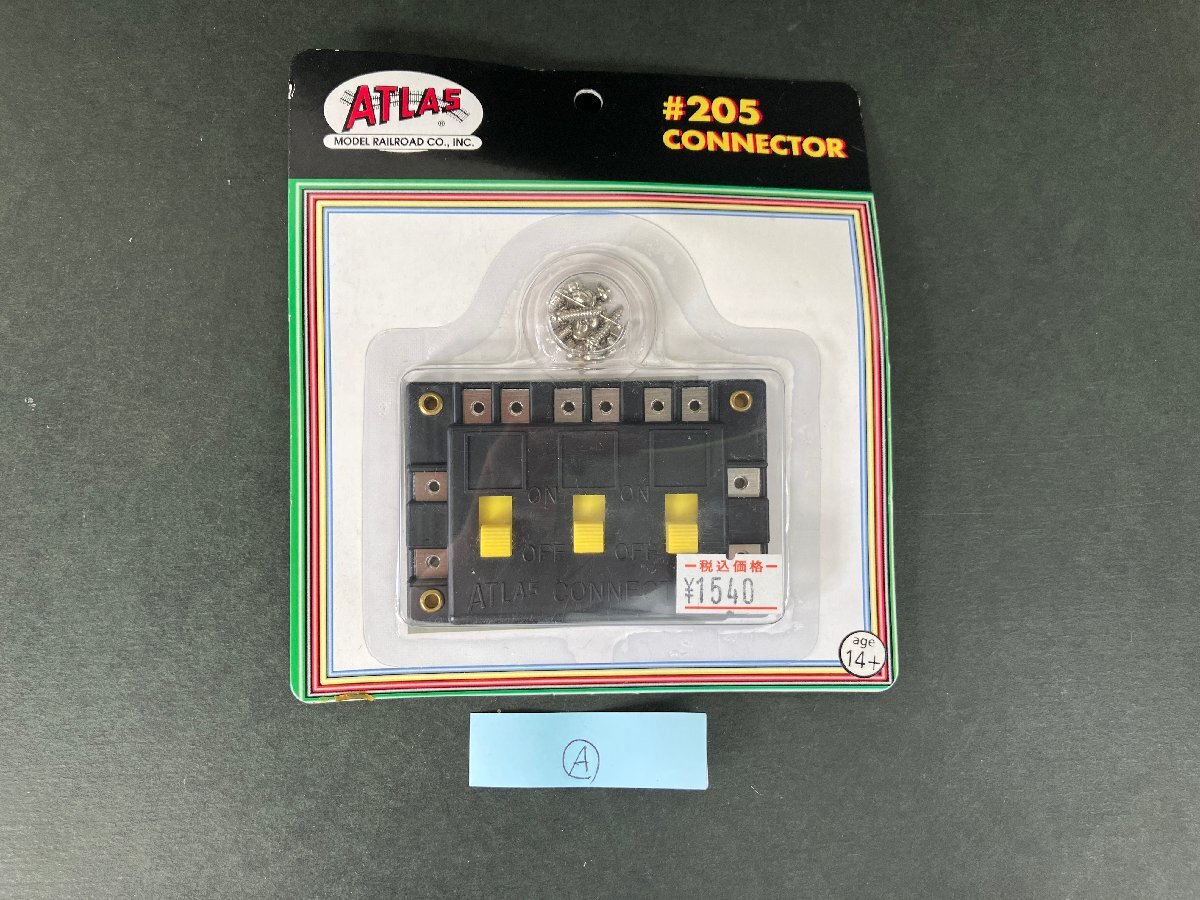 ATLAS
®
MODEL RAILROAD CO., INC.
#205
CONNECTOR
ON ON
OFF OFF
ATLAS CONNEC
税込価格
¥1540
age
14+
A